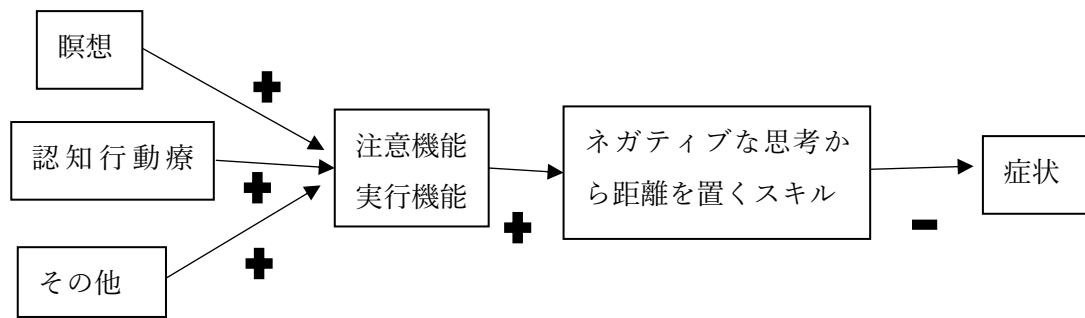 瞑想
認知行動療
その他
注意機能
実行機能
ネガティブな思考か
ら距離を置くスキル
症状